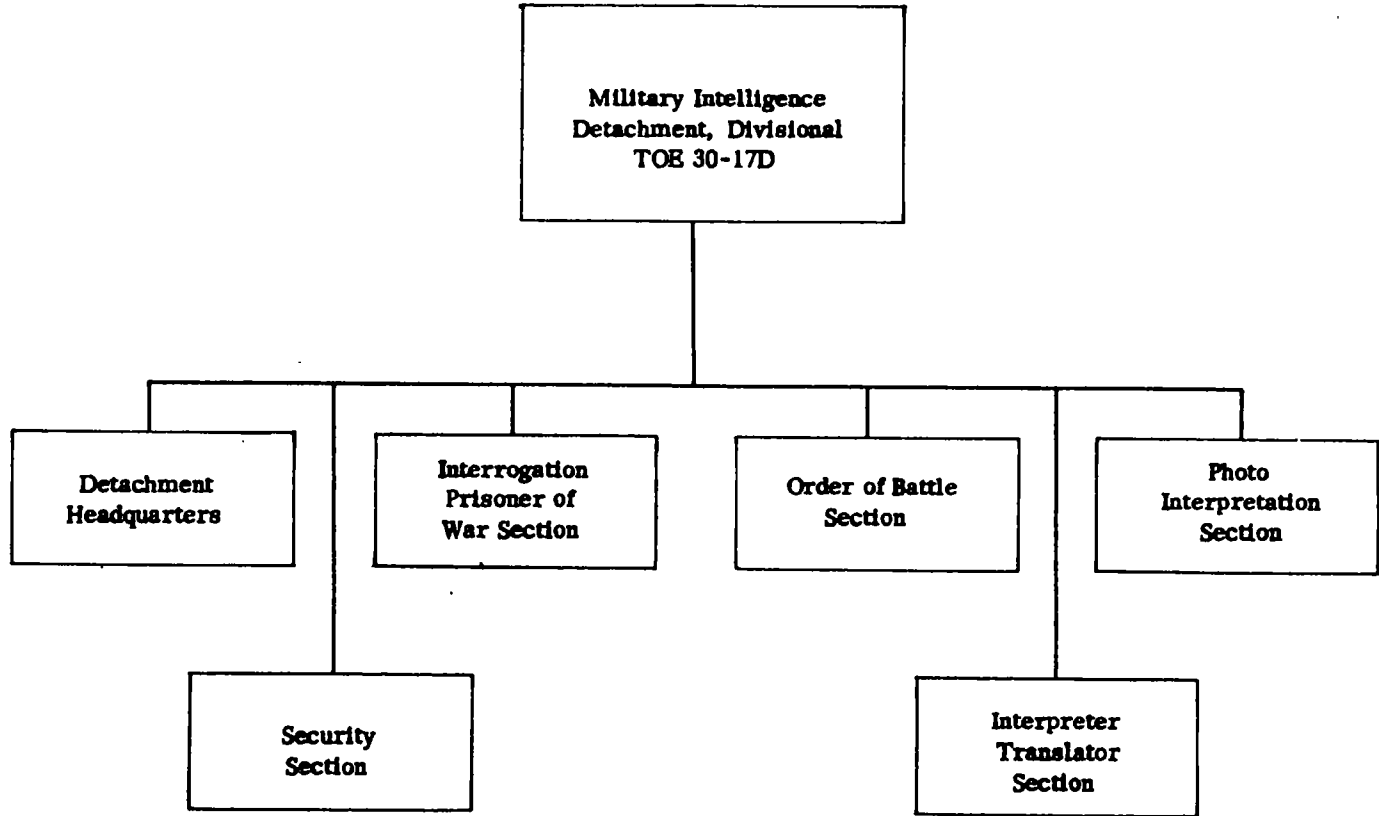 Military Intelligence
Detachment, Divisional
TOE 30-17D
Detachment
Headquarters
Interrogation
Prisoner of
War Section
Order of Battle
Section
Photo
Interpretation
Section
Security
Section
Interpreter
Translator
Section